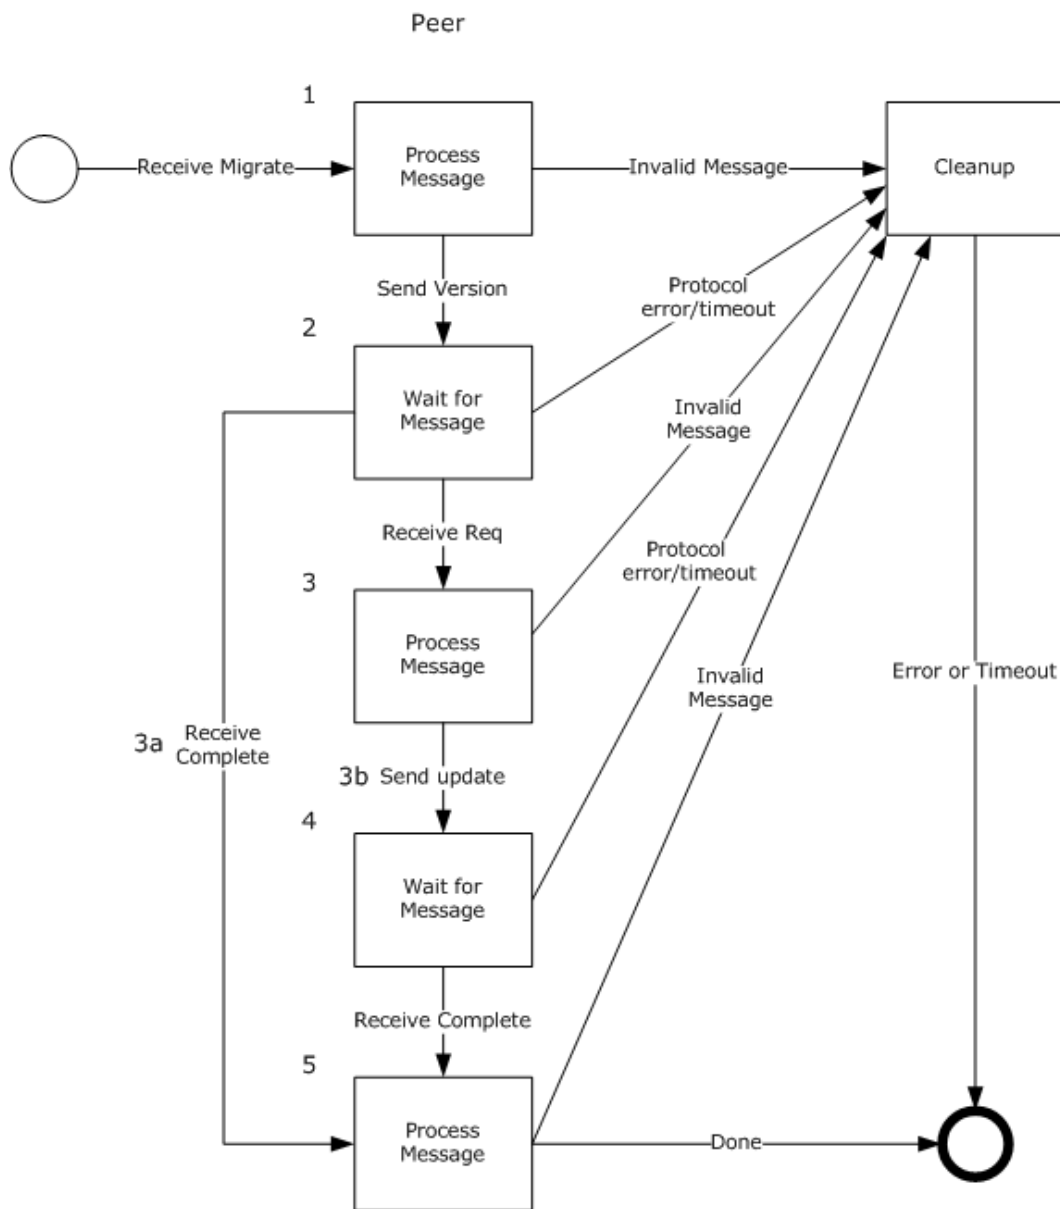 Peer
1
Process
Message
Receive Migrate
Invalid Message
Cleanup
Send Version
Protocol
error/timeout
2
Wait for
Message
Invalid
Message
Receive Req
Protocol
error/timeout
3
Process
Message
Invalid
Message
Error or Timeout
3a
Receive
Complete
3b
Send update
4
Wait for
Message
Receive Complete
5
Process
Message
Done